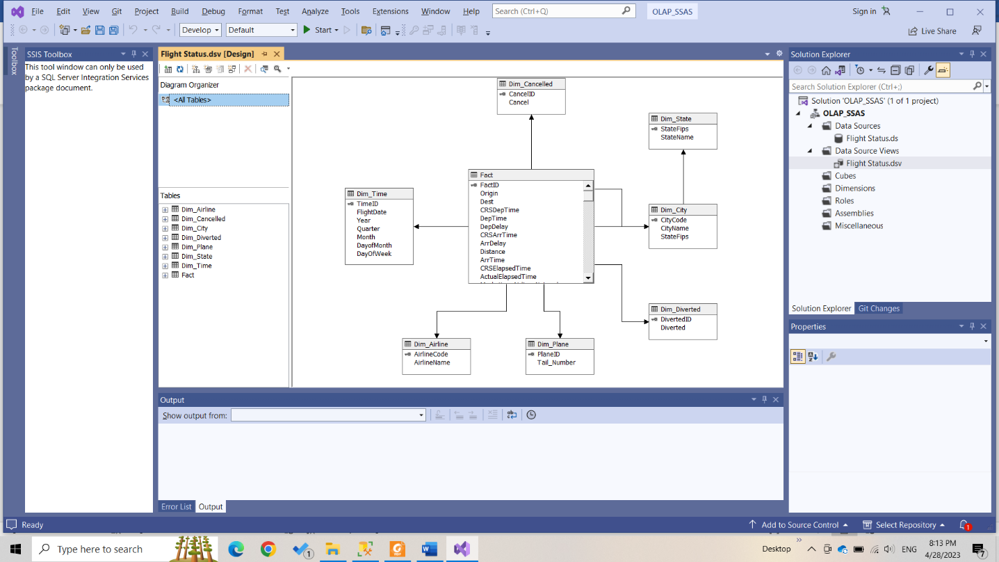 File Edit View Git Project Build Debug Format Test Analyze Tools Extensions Window Help Search (Ctrl+Q) OLAP_SSAS Sign in
Develop Default Start Live Share
Toolbox
SSIS Toolbox
This tool window can only be used
by a SQL Server Integration Services
package document.
Flight Status.dsv [Design]
Diagram Organizer
<All Tables>
Tables
Dim_Airline
Dim_Cancelled
Dim_City
Dim_Diverted
Dim_Plane
Dim_State
Dim_Time
Fact
Dim_Cancelled
CancelID
Cancel
Dim_State
StateFips
StateName
Fact
FactID
Origin
Dest
CRSDepTime
DepTime
DepDelay
CRSArrTime
ArrDelay
Distance
ArrTime
CRSElapsedTime
ActualElapsedTime
Dim_Time
TimeID
FlightDate
Year
Quarter
Month
DayofMonth
DayOfWeek
Dim_City
CityCode
CityName
StateFips
Dim_Diverted
DivertedID
Diverted
Dim_Airline
AirlineCode
AirlineName
Dim_Plane
PlaneID
Tail_Number
Output
Show output from:
Error List Output
Solution Explorer
Search Solution Explorer (Ctrl+;)
Solution 'OLAP_SSAS' (1 of 1 project)
OLAP_SSAS
Data Sources
Flight Status.ds
Data Source Views
Flight Status.dsv
Cubes
Dimensions
Roles
Assemblies
Miscellaneous
Solution Explorer Git Changes
Properties
Ready Add to Source Control Select Repository 1
Type here to search 1 Desktop ENG 8:13 PM
4/28/2023 7